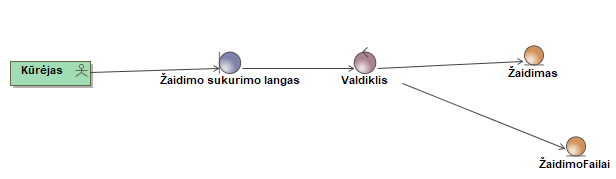 Kūrėjas
Žaidimo sukurimo langas
Valdiklis
Žaidimas
ŽaidimoFailai